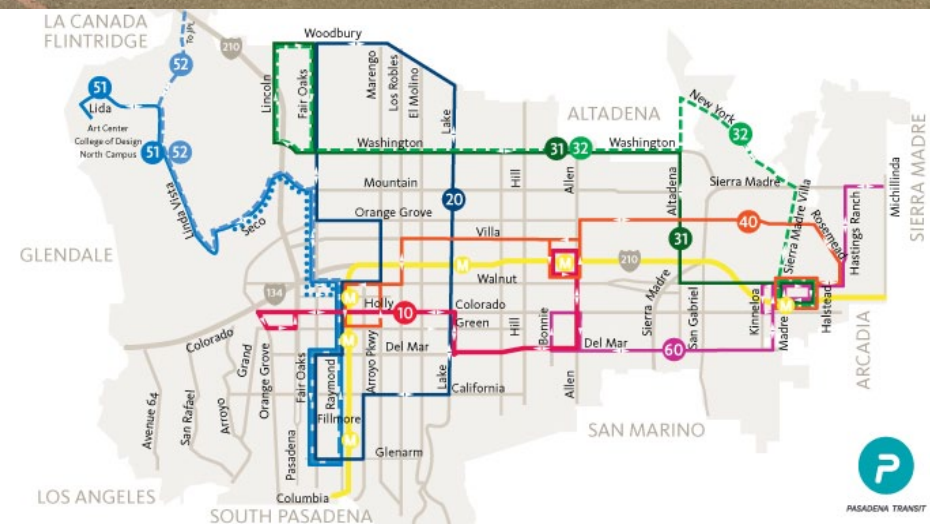 LA CANADA
FLINTRIDGE
To JPL
210
52
51
Lida
Art Center
College of Design
North Campus
51
52
Linda Vista
Seco
Lincoln
Fair Oaks
Woodbury
Marengo
Los Robles
El Molino
Lake
ALTADENA
New York
32
Washington
31
32
Washington
Hill
Allen
Altadena
Sierra Madre
Michillinda
SIERRA MADRE
Mountain
20
Orange Grove
Villa
31
40
Sierra Madre Villa
Rosemead
Hastings Ranch
GLENDALE
M
M
210
Walnut
134
M
Holly
10
Colorado
Green
Hill
Bonnie
Sierra Madre
San Gabriel
Kinneloa
Madre
M
Halstead
Colorado
Grand
Orange Grove
Fair Oaks
M
Arroyo Pkwy
Del Mar
Lake
Del Mar
60
ARCADIA
Raymond
California
Allen
Avenue 64
San Rafael
Arroyo
Pasadena
Fillmore
M
Glenarm
SAN MARINO
LOS ANGELES
Columbia
SOUTH PASADENA
P
PASADENA TRANSIT